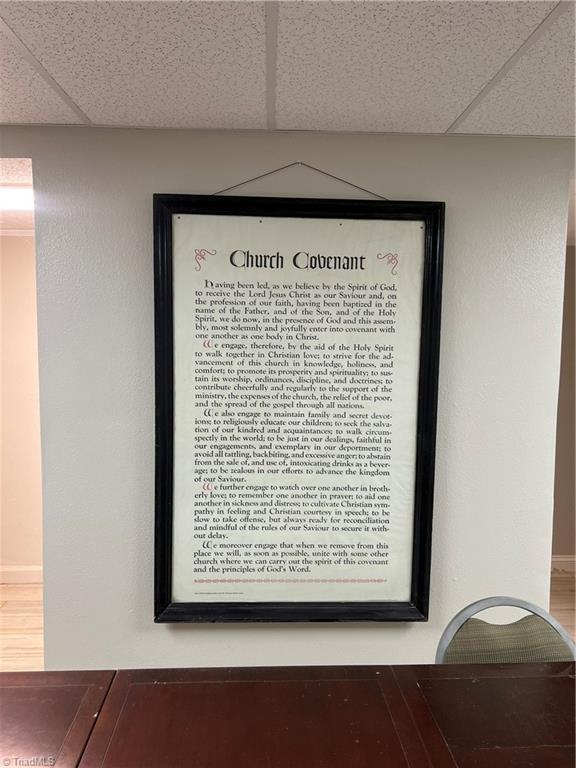 Church Covenant
Having been led, as we believe by the Spirit of God,
to receive the Lord Jesus Christ as our Saviour and, on
the profession of our faith, having been baptized in the
name of the Father, and of the Son, and of the Holy
Spirit, we do now, in the presence of God and this assem-
bly, most solemnly and joyfully enter into covenant with
one another as one body in Christ.
We engage, therefore, by the aid of the Holy Spirit
to walk together in Christian love; to strive for the ad-
vancement of this church in knowledge, holiness, and
comfort; to promote its prosperity and spirituality; to sus-
tain its worship, ordinances, discipline, and doctrines; to
contribute cheerfully and regularly to the support of the
ministry, the expenses of the church, the relief of the poor,
and the spread of the gospel through all nations.
We also engage to maintain family and secret devot-
ions; to religiously educate our children; to seek the salva-
tion of our kindred and acquaintances; to walk circum-
spectly in the world; to be just in our dealings, faithful in
our engagements, and exemplary in our deportment; to
avoid all tattling, backbiting, and excessive anger; to abstain
from the sale of, and use of, intoxicating drinks as a bever-
age; to be zealous in our efforts to advance the kingdom
of our Saviour.
We further engage to watch over one another in broth-
erly love; to remember one another in prayer; to aid one
another in sickness and distress; to cultivate Christian sym-
pathy in feeling and Christian courtesy in speech; to be
slow to take offense, but always ready for reconciliation
and mindful of the rules of our Saviour to secure it with-
out delay.
We moreover engage that when we remove from this
place we will, as soon as possible, unite with some other
church where we can carry out the spirit of this covenant
and the principles of God's Word.
© TriadMLS